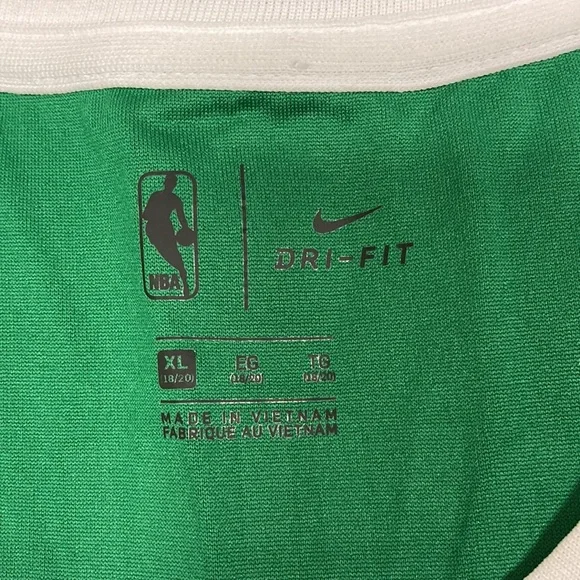 NBA
DRI-FIT
XL EG TG
(18/20) (18/20) (18/20)
MADE IN VIETNAM
FABRIQUE AU VIETNAM